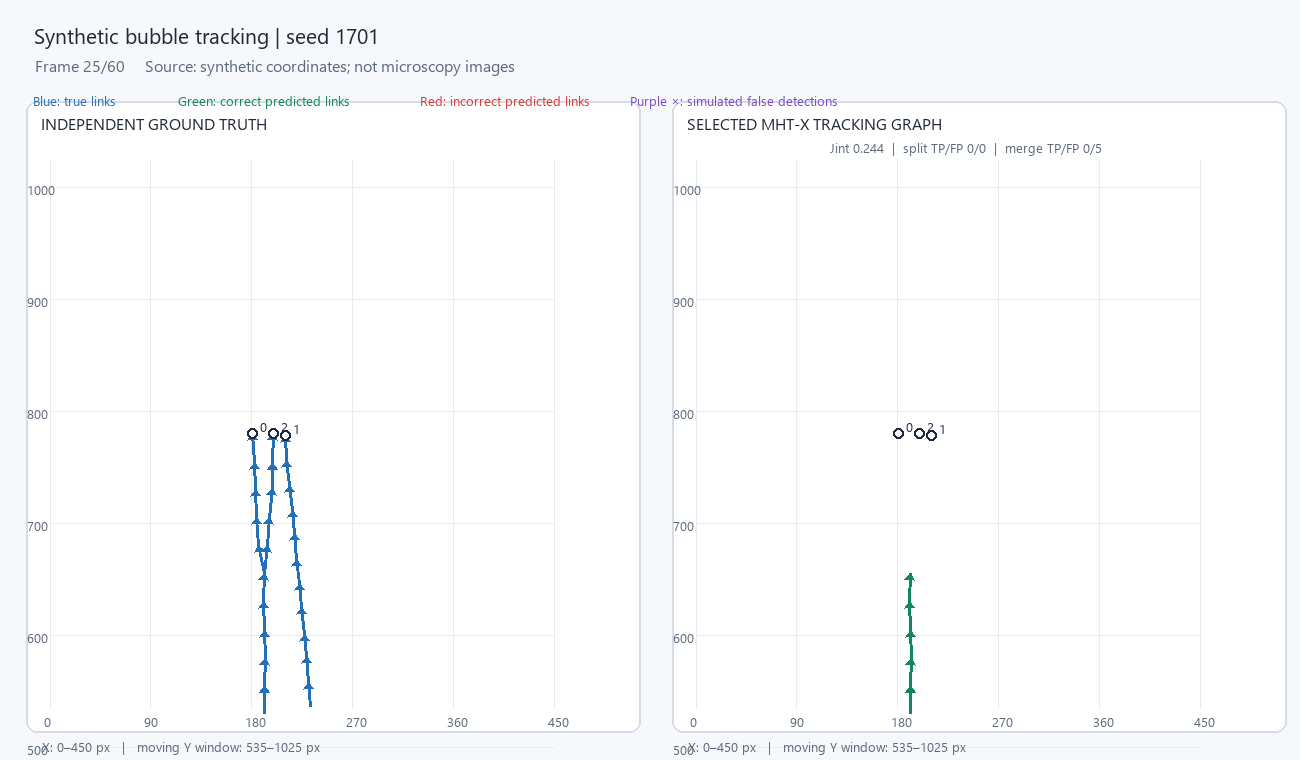 Synthetic bubble tracking | seed 1701
Frame 25/60 Source: synthetic coordinates; not microscopy images
Blue: true links Green: correct predicted links Red: incorrect predicted links Purple ×: simulated false detections
INDEPENDENT GROUND TRUTH
1000
900
800
700
600
500
0 2 1
0 90 180 270 360 450
X: 0–450 px | moving Y window: 535–1025 px
SELECTED MHT-X TRACKING GRAPH
Jint 0.244 | split TP/FP 0/0 | merge TP/FP 0/5
1000
900
800
700
600
500
0 2 1
0 90 180 270 360 450
X: 0–450 px | moving Y window: 535–1025 px